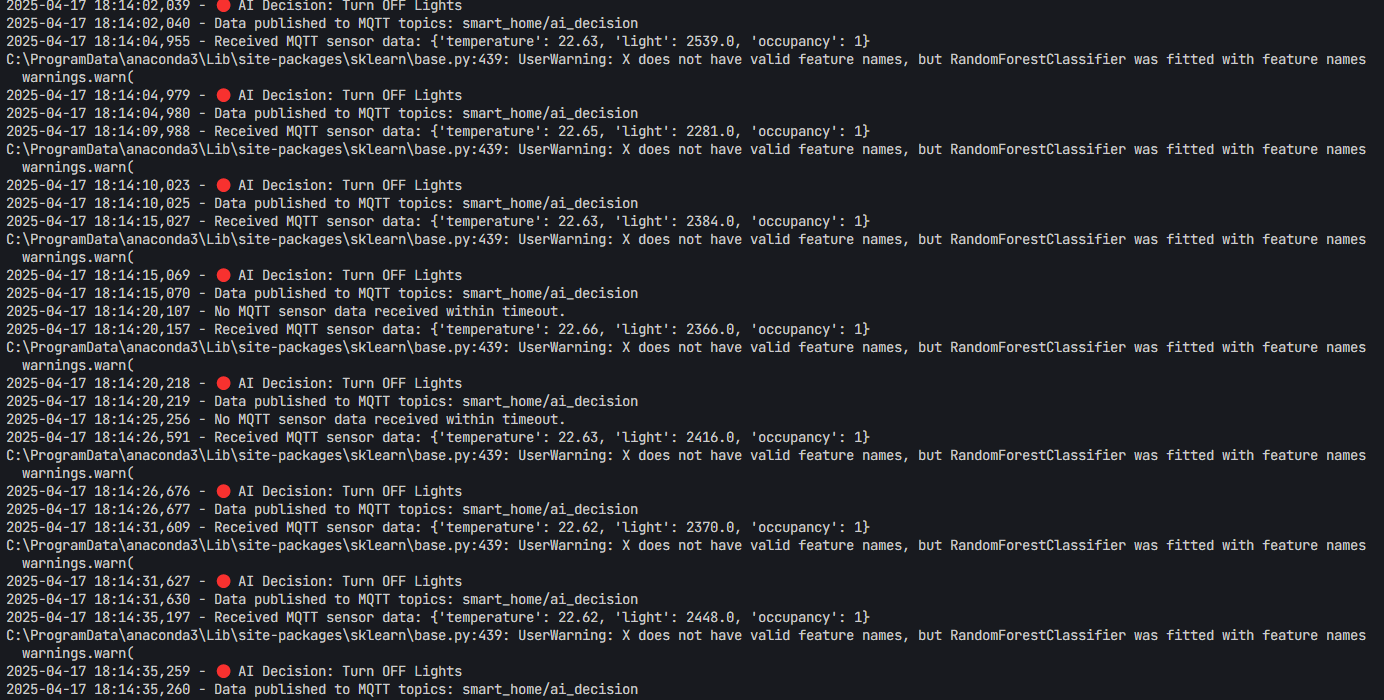 2025-04-17 18:14:02,039 - 🔴 AI Decision: Turn OFF Lights
2025-04-17 18:14:02,040 - Data published to MQTT topics: smart_home/ai_decision
2025-04-17 18:14:04,955 - Received MQTT sensor data: {'temperature': 22.63, 'light': 2539.0, 'occupancy': 1}
C:\ProgramData\anaconda3\Lib\site-packages\sklearn\base.py:439: UserWarning: X does not have valid feature names, but RandomForestClassifier was fitted with feature names
  warnings.warn(
2025-04-17 18:14:04,979 - 🔴 AI Decision: Turn OFF Lights
2025-04-17 18:14:04,980 - Data published to MQTT topics: smart_home/ai_decision
2025-04-17 18:14:09,988 - Received MQTT sensor data: {'temperature': 22.65, 'light': 2281.0, 'occupancy': 1}
C:\ProgramData\anaconda3\Lib\site-packages\sklearn\base.py:439: UserWarning: X does not have valid feature names, but RandomForestClassifier was fitted with feature names
  warnings.warn(
2025-04-17 18:14:10,023 - 🔴 AI Decision: Turn OFF Lights
2025-04-17 18:14:10,025 - Data published to MQTT topics: smart_home/ai_decision
2025-04-17 18:14:15,027 - Received MQTT sensor data: {'temperature': 22.63, 'light': 2384.0, 'occupancy': 1}
C:\ProgramData\anaconda3\Lib\site-packages\sklearn\base.py:439: UserWarning: X does not have valid feature names, but RandomForestClassifier was fitted with feature names
  warnings.warn(
2025-04-17 18:14:15,069 - 🔴 AI Decision: Turn OFF Lights
2025-04-17 18:14:15,070 - Data published to MQTT topics: smart_home/ai_decision
2025-04-17 18:14:20,107 - No MQTT sensor data received within timeout.
2025-04-17 18:14:20,157 - Received MQTT sensor data: {'temperature': 22.66, 'light': 2366.0, 'occupancy': 1}
C:\ProgramData\anaconda3\Lib\site-packages\sklearn\base.py:439: UserWarning: X does not have valid feature names, but RandomForestClassifier was fitted with feature names
  warnings.warn(
2025-04-17 18:14:20,218 - 🔴 AI Decision: Turn OFF Lights
2025-04-17 18:14:20,219 - Data published to MQTT topics: smart_home/ai_decision
2025-04-17 18:14:25,256 - No MQTT sensor data received within timeout.
2025-04-17 18:14:26,591 - Received MQTT sensor data: {'temperature': 22.63, 'light': 2416.0, 'occupancy': 1}
C:\ProgramData\anaconda3\Lib\site-packages\sklearn\base.py:439: UserWarning: X does not have valid feature names, but RandomForestClassifier was fitted with feature names
  warnings.warn(
2025-04-17 18:14:26,676 - 🔴 AI Decision: Turn OFF Lights
2025-04-17 18:14:26,677 - Data published to MQTT topics: smart_home/ai_decision
2025-04-17 18:14:31,609 - Received MQTT sensor data: {'temperature': 22.62, 'light': 2370.0, 'occupancy': 1}
C:\ProgramData\anaconda3\Lib\site-packages\sklearn\base.py:439: UserWarning: X does not have valid feature names, but RandomForestClassifier was fitted with feature names
  warnings.warn(
2025-04-17 18:14:31,627 - 🔴 AI Decision: Turn OFF Lights
2025-04-17 18:14:31,630 - Data published to MQTT topics: smart_home/ai_decision
2025-04-17 18:14:35,197 - Received MQTT sensor data: {'temperature': 22.62, 'light': 2448.0, 'occupancy': 1}
C:\ProgramData\anaconda3\Lib\site-packages\sklearn\base.py:439: UserWarning: X does not have valid feature names, but RandomForestClassifier was fitted with feature names
  warnings.warn(
2025-04-17 18:14:35,259 - 🔴 AI Decision: Turn OFF Lights
2025-04-17 18:14:35,260 - Data published to MQTT topics: smart_home/ai_decision